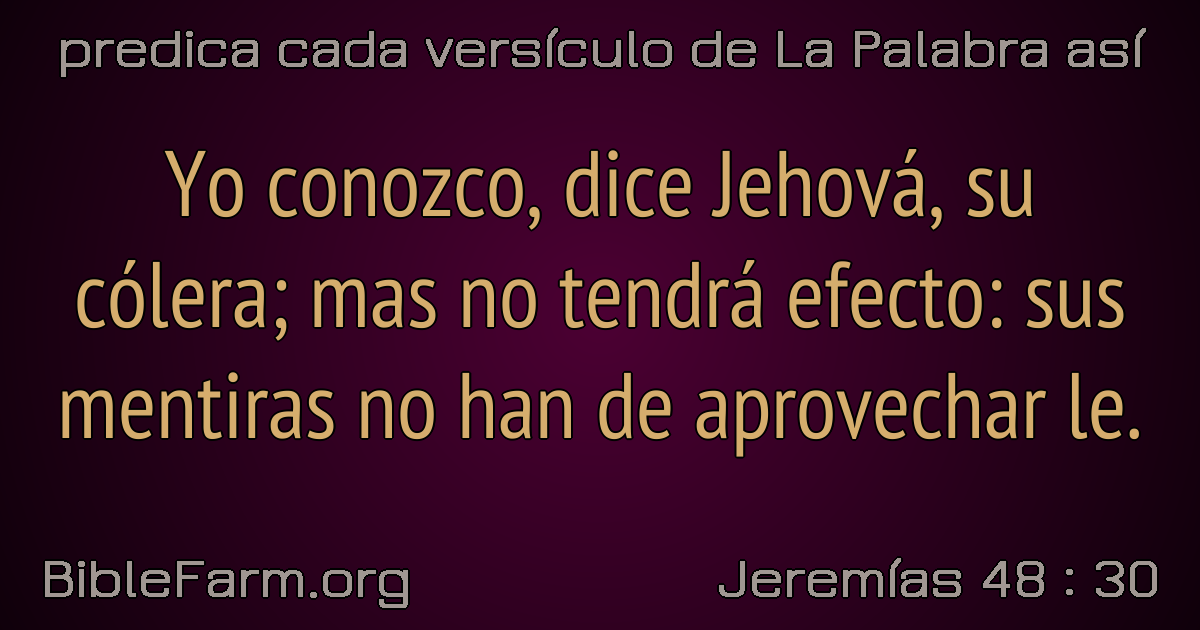 predica cada versículo de La Palabra así
Yo conozco, dice Jehová, su
cólera; mas no tendrá efecto: sus
mentiras no han de aprovechar le.
BibleFarm.org
Jeremías 48 : 30